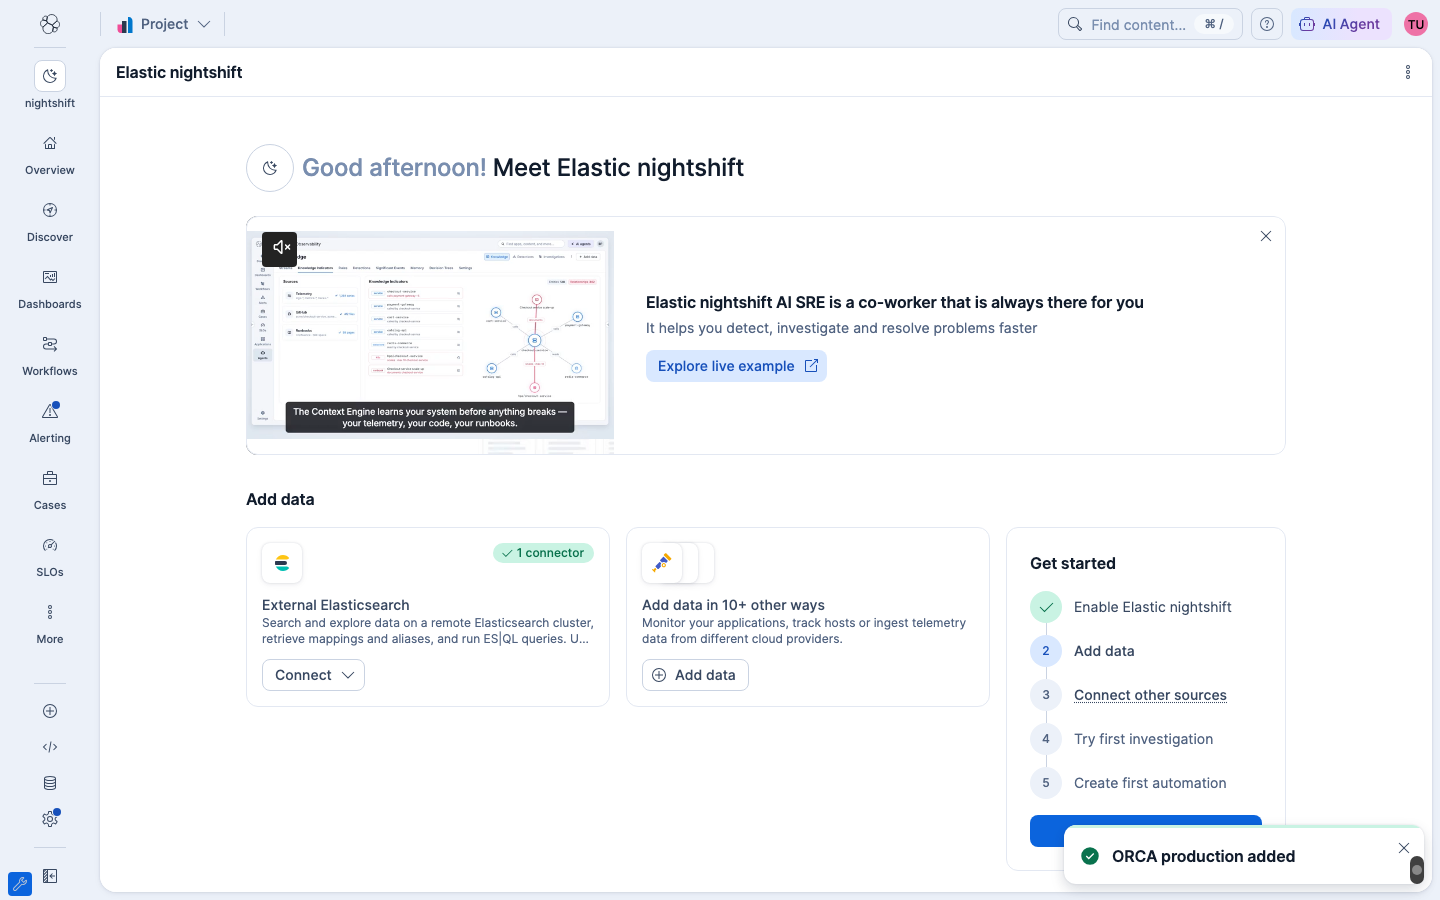 Project
Find content...
⌘ /
AI Agent
TU
nightshift
Overview
Discover
Dashboards
Workflows
Alerting
Cases
SLOs
More
Elastic nightshift
Good afternoon! Meet Elastic nightshift
The Context Engine learns your system before anything breaks —
your telemetry, your code, your runbooks.
Elastic nightshift AI SRE is a co-worker that is always there for you
It helps you detect, investigate and resolve problems faster
Explore live example
Add data
1 connector
External Elasticsearch
Search and explore data on a remote Elasticsearch cluster,
retrieve mappings and aliases, and run ES|QL queries. U...
Connect
Add data in 10+ other ways
Monitor your applications, track hosts or ingest telemetry
data from different cloud providers.
Add data
Get started
Enable Elastic nightshift
2 Add data
3 Connect other sources
4 Try first investigation
5 Create first automation
ORCA production added